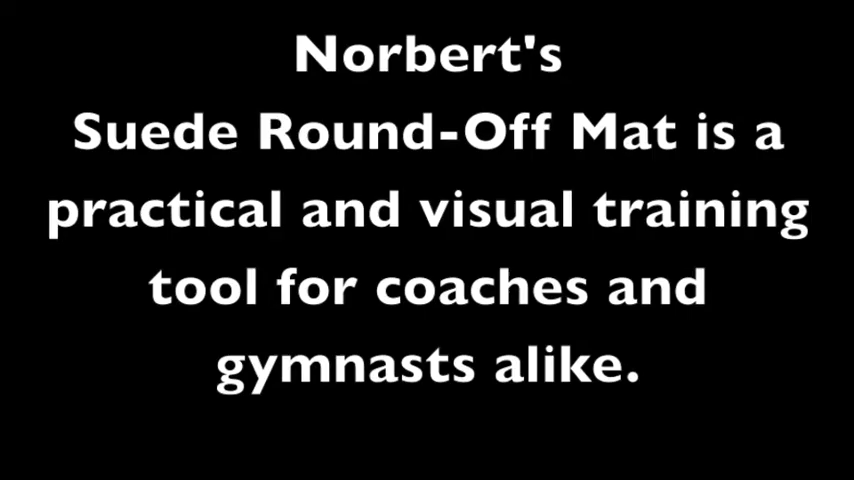 Norbert's
Suede Round-Off Mat is a
practical and visual training
tool for coaches and
gymnasts alike.